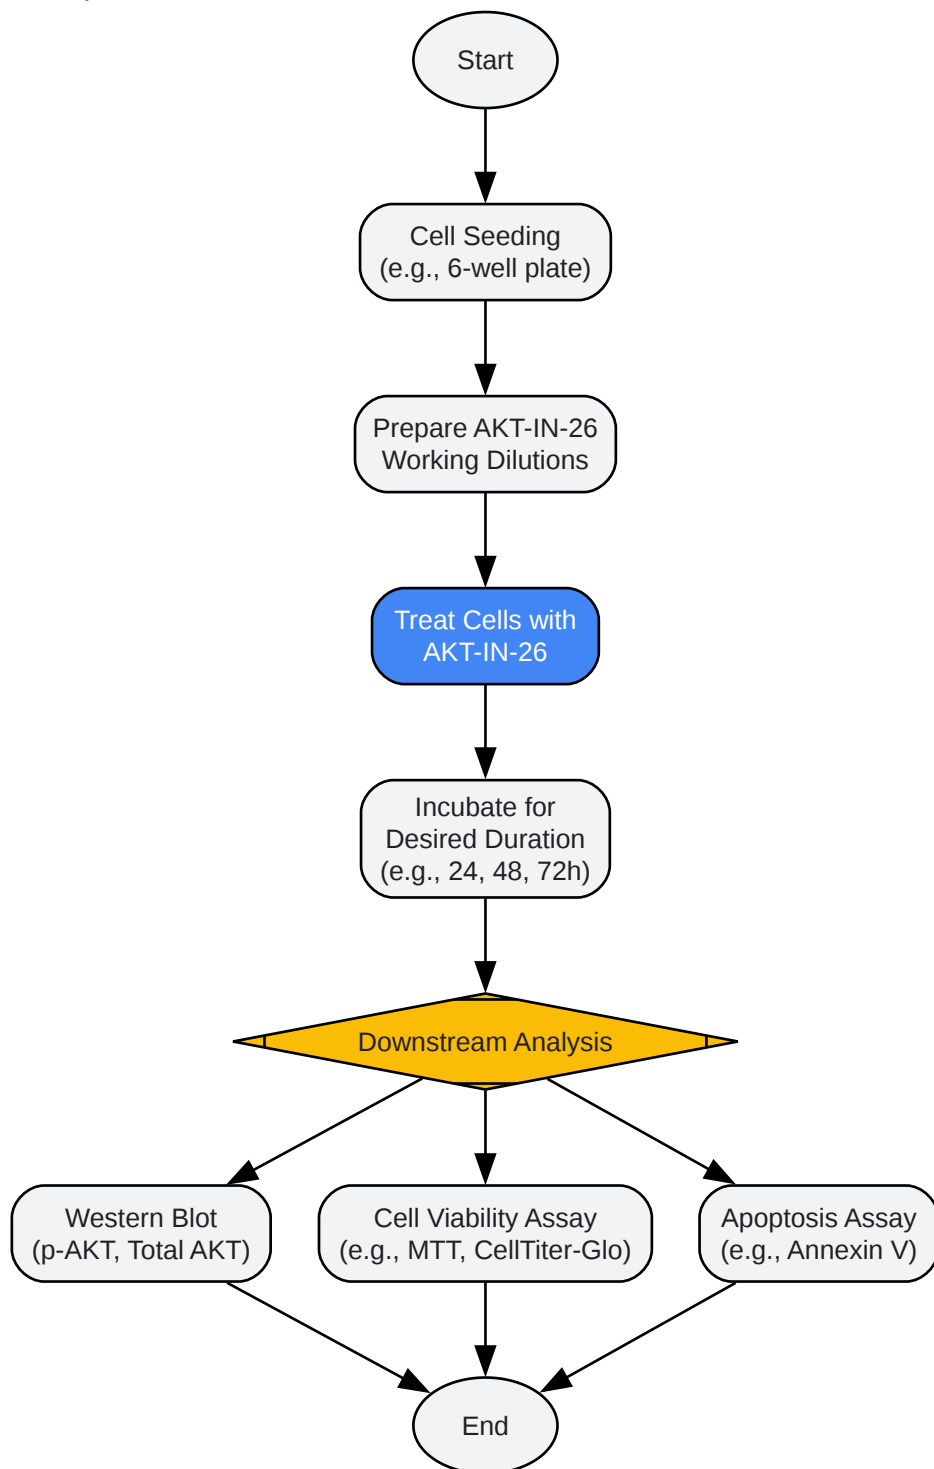 Start
Cell Seeding
(e.g., 6-well plate)
Prepare AKT-IN-26
Working Dilutions
Treat Cells with
AKT-IN-26
Incubate for
Desired Duration
(e.g., 24, 48, 72h)
Downstream Analysis
Western Blot
(p-AKT, Total AKT)
Cell Viability Assay
(e.g., MTT, CellTiter-Glo)
Apoptosis Assay
(e.g., Annexin V)
End